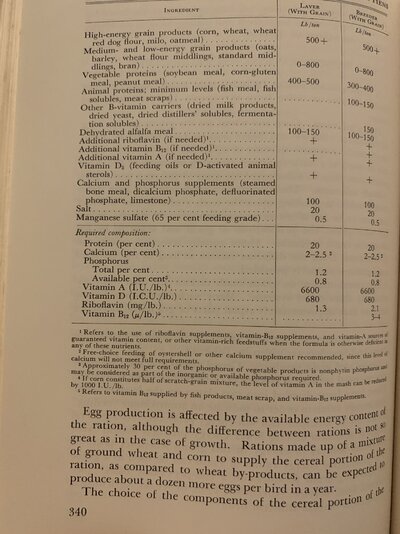 INGREDIENT
LAYER (WITH GRAIN)
BREEDER (WITH GRAIN)
Lb/ton
Lb/ton
High-energy grain products (corn, wheat, wheat
red dog flour, milo, oatmeal) 500+ 500+
Medium- and low-energy grain products (oats,
barley, wheat flour middlings, standard mid-
dlings, bran) 0–800 0–800
Vegetable proteins (soybean meal, corn-gluten
meal, peanut meal) 400–500 300–400
Animal proteins; minimum levels (fish meal, fish
solubles, meat scraps) 100–150
Other B-vitamin carriers (dried milk products,
dried yeast, dried distillers' solubles, fermenta-
tion solubles) 150
Dehydrated alfalfa meal 100–150 100–150
Additional riboflavin (if needed)¹ + +
Additional vitamin B₁₂ (if needed)¹ +
Additional vitamin A (if needed)¹ + +
Vitamin D₃ (feeding oils or D-activated animal
sterols) + +
Calcium and phosphorus supplements (steamed
bone meal, dicalcium phosphate, defluorinated
phosphate, limestone) 100 100
Salt 20 20
Manganese sulfate (65 per cent feeding grade) 0.5 0.5
Required composition:
Protein (per cent) 20 20
Calcium (per cent) 2–2.5² 2–2.5²
Phosphorus
Total per cent 1.2 1.2
Available per cent³ 0.8 0.8
Vitamin A (I.U./lb.)⁴ 6600 6600
Vitamin D (I.C.U./lb.) 680 680
Riboflavin (mg/lb.) 1.3 2.1
Vitamin B₁₂ (μ/lb.)⁵ 3–4
¹ Refers to the use of riboflavin supplements, vitamin-B₁₂ supplements, and vitamin-A sources of
guaranteed vitamin content, or other vitamin-rich feedstuffs when the formula is otherwise deficient in
any of these nutrients.
² Free-choice feeding of oystershell or other calcium supplement recommended, since this level of
calcium will not meet full requirements.
³ Approximately 30 per cent of the phosphorus of vegetable products is nonphytin phosphorus and
may be considered as part of the inorganic or available phosphorus required.
⁴ If corn constitutes half of scratch-grain mixture, the level of vitamin A in the mash can be reduced
by 1000 I.U./lb.
⁵ Refers to vitamin B₁₂ supplied by fish products, meat scrap, and vitamin-B₁₂ supplements.
Egg production is affected by the available energy content of
the ration, although the difference between rations is not so
great as in the case of growth. Rations made up of a mixture
of ground wheat and corn to supply the cereal portion of the
ration, as compared to wheat by-products, can be expected to
produce about a dozen more eggs per bird in a year.
The choice of the components of the cereal portion of the
340